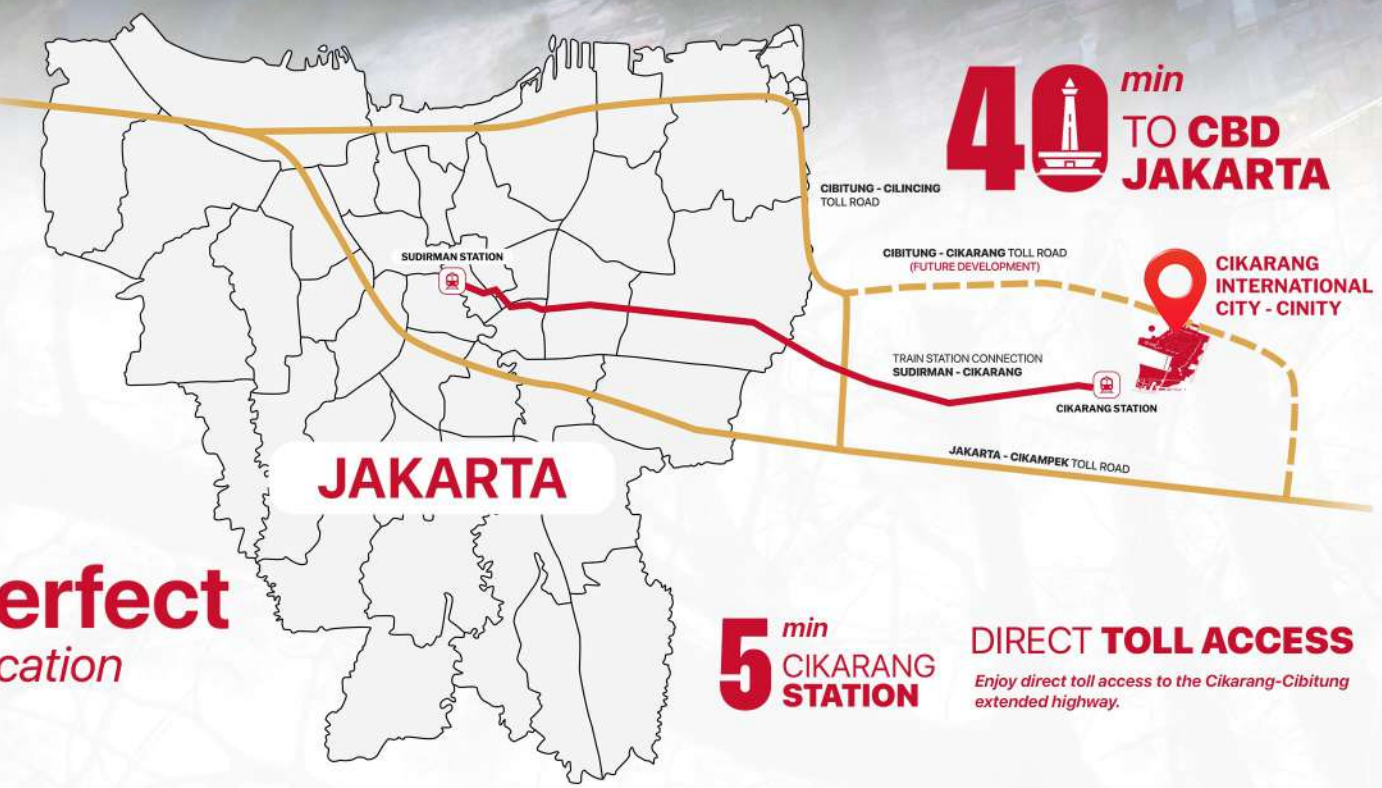 40 min
TO CBD
JAKARTA
CIBITUNG - CILINCING
TOLL ROAD
SUDIRMAN STATION
CIBITUNG - CIKARANG TOLL ROAD
(FUTURE DEVELOPMENT)
CIKARANG
INTERNATIONAL
CITY - CINITY
TRAIN STATION CONNECTION
SUDIRMAN - CIKARANG
CIKARANG STATION
JAKARTA - CIKAMPEK TOLL ROAD
JAKARTA
erfect
cation
5 min
CIKARANG
STATION
DIRECT TOLL ACCESS
Enjoy direct toll access to the Cikarang-Cibitung
extended highway.